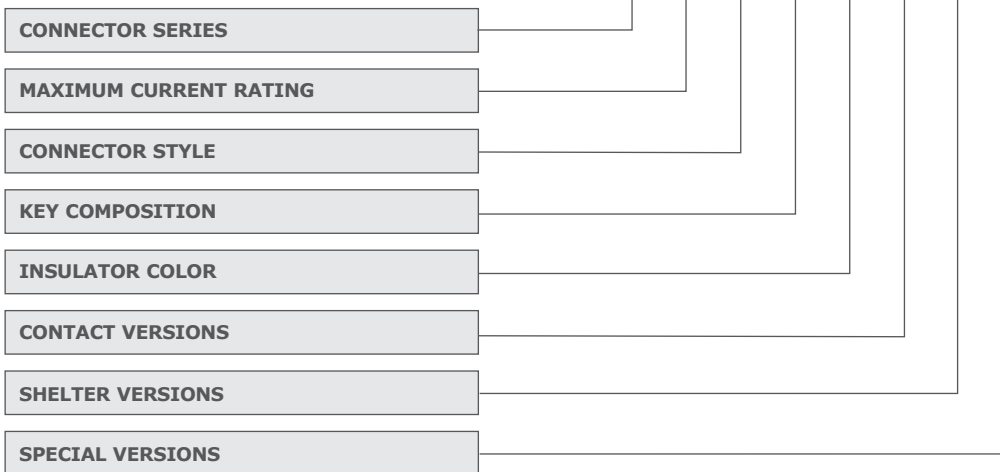 CONNECTOR SERIES
MAXIMUM CURRENT RATING
CONNECTOR STYLE
KEY COMPOSITION
INSULATOR COLOR
CONTACT VERSIONS
SHELTER VERSIONS
SPECIAL VERSIONS